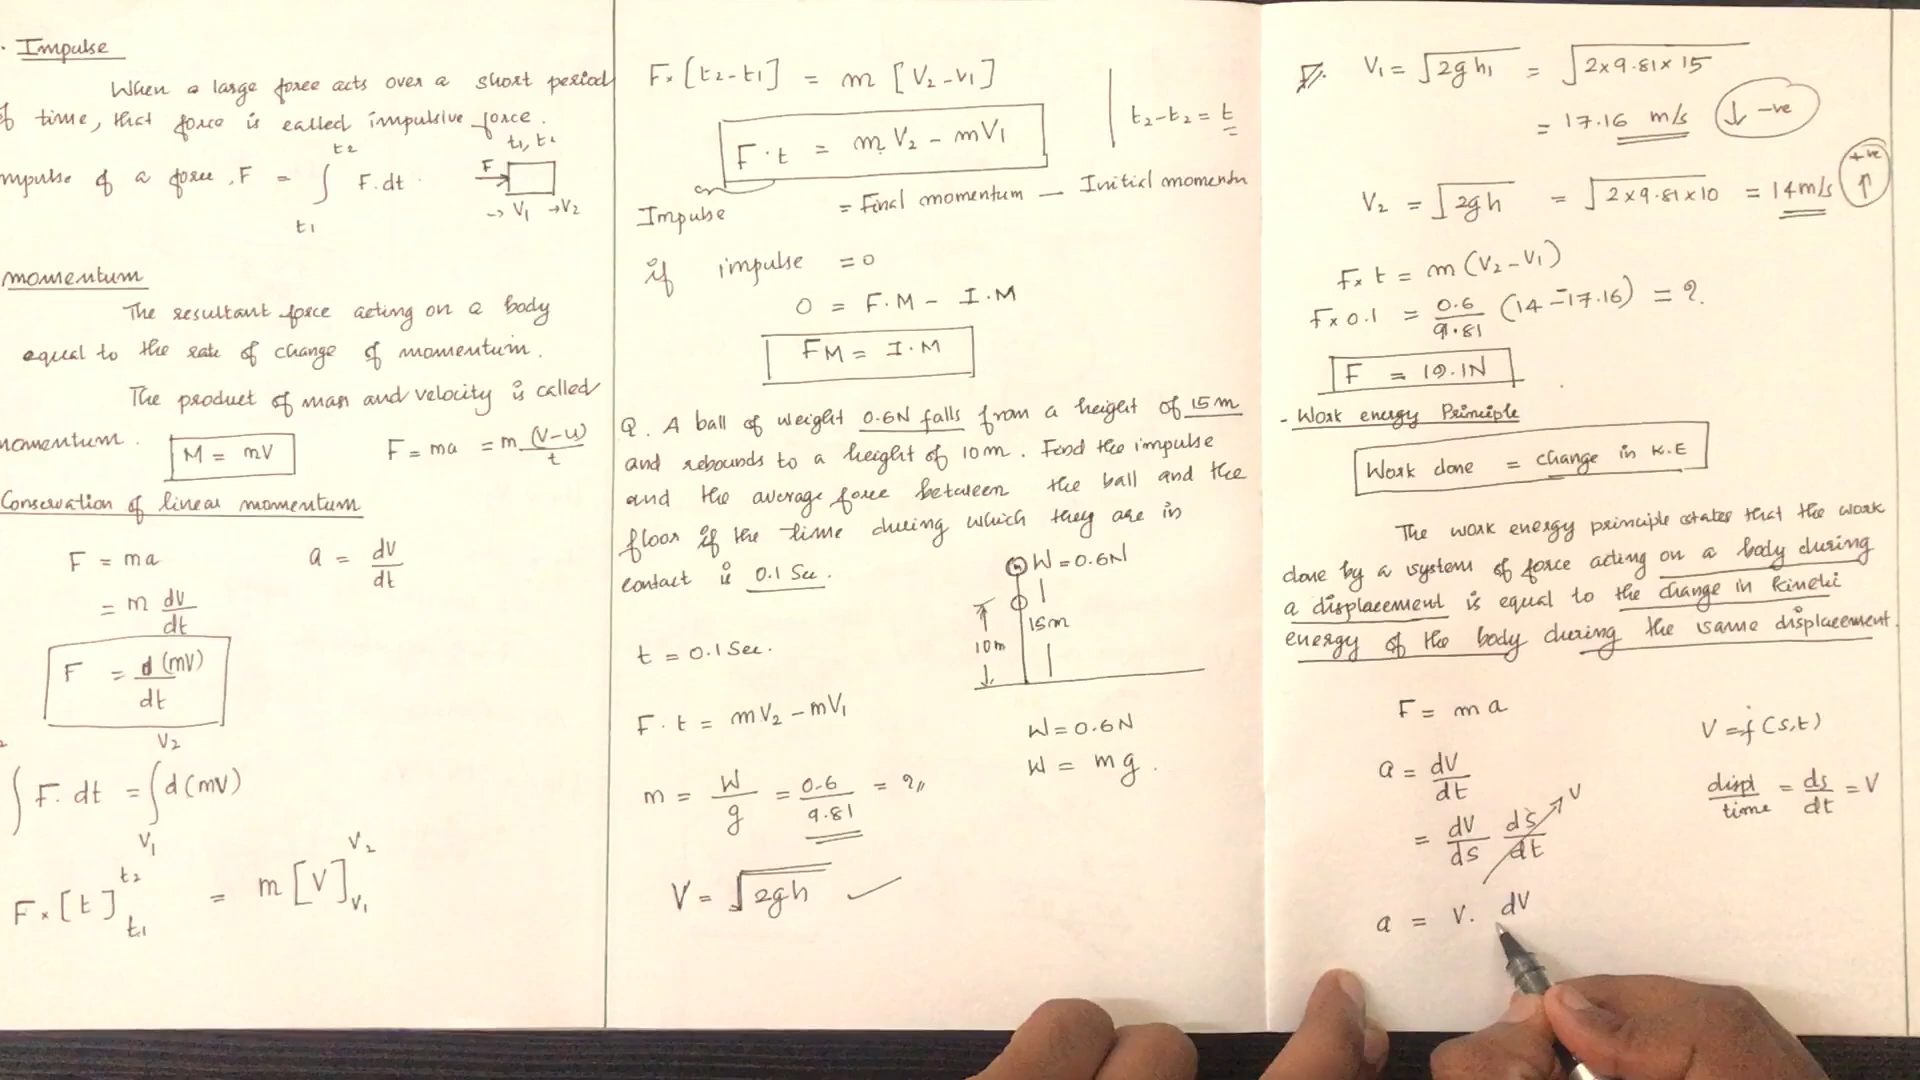 . Impulse
When a large force acts over a short period
of time, that force is called impulsive force.
t1, t2
mpulse of a force, F = ∫ t1 t2 F.dt
F
→ V1 → V2
momentum
The resultant force acting on a body
equal to the rate of change of momentum.
The product of mass and velocity is called
momentum.
M = mV
F = ma = m (V-u)/t
Conservation of linear momentum
F = ma
a = dV/dt
= m dV/dt
F = d(mV)/dt
∫ F. dt = ∫ V1 V2 d(mV)
F × [t] t1 t2 = m [V] V1 V2
F × [t2-t1] = m [V2-V1]
t2-t2 = t
F.t = mV2 - mV1
Impulse = Final momentum — Initial momentu
if impulse = 0
0 = F.M - I.M
FM = I.M
Q. A ball of weight 0.6N falls from a height of 15m
and rebounds to a height of 10m. Find the impulse
and the average force between the ball and the
floor if the time during which they are in
contact is 0.1 Sec.
W = 0.6N
15m
10m
t = 0.1 Sec.
F.t = mV2 - mV1
W = 0.6N
W = mg.
m = W/g = 0.6/9.81 = ?,,
V = √2gh ✓
V1 = √2gh1 = √2×9.81×15
= 17.16 m/s
↓ -ve
V2 = √2gh = √2×9.81×10 = 14m/s
+ve ↑
F × t = m (V2-V1)
F × 0.1 = 0.6/9.81 (14 - -17.16) = ?.
F = 19.1N
- Work energy Principle
Work done = change in K.E
The work energy principle states that the work
done by a system of force acting on a body during
a displacement is equal to the change in kineti
energy of the body during the same displacement.
F = ma
V = f(s,t)
a = dV/dt
displ/time = ds/dt = V
= dV/ds ds/dt V
a = V. dV